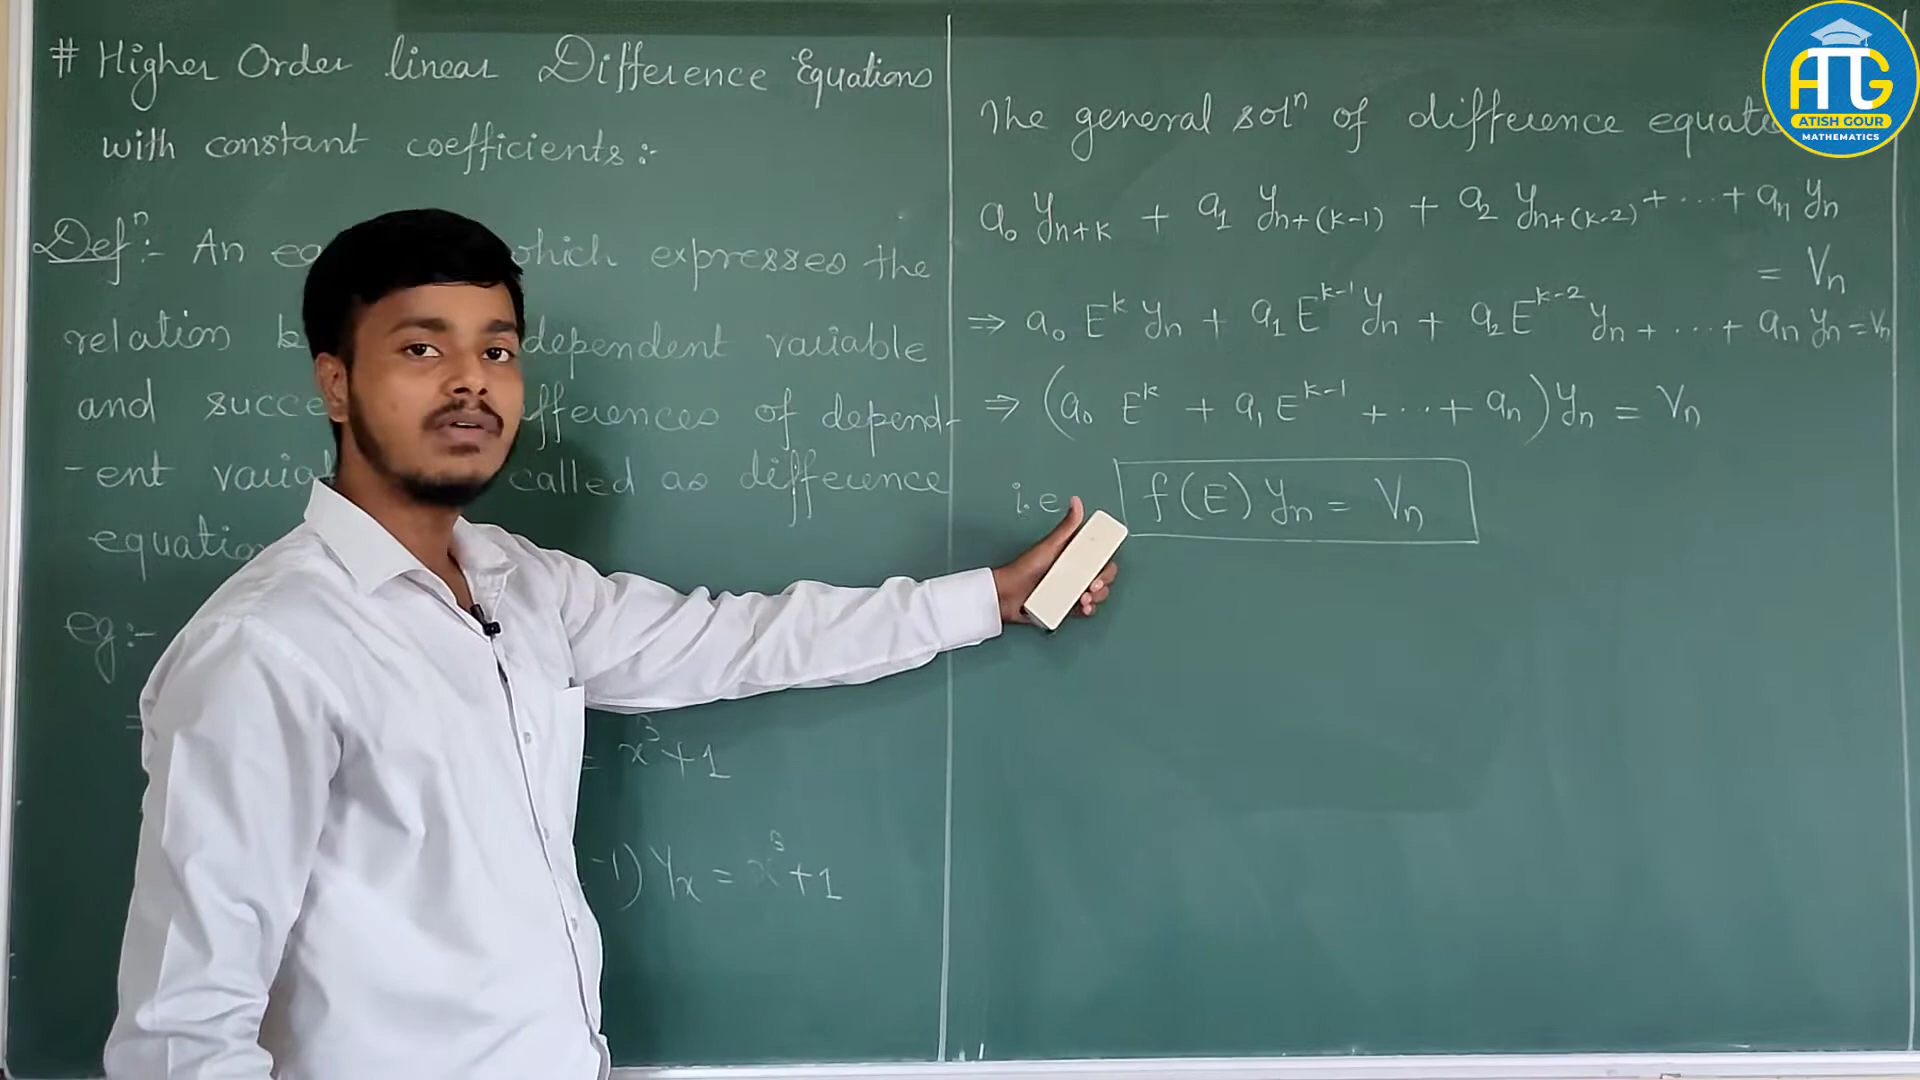 # Higher Order linear Difference Equations
with constant coefficients :-
Defⁿ :- An which expresses the
relation dependent variable
and of depend-
-ent called as difference
eg:-
=
= x³+1
-1) yₓ = x³+1
The general solⁿ of difference
a₀ yₙ₊ₖ + a₁ yₙ₊₍ₖ₋₁₎ + a₂ yₙ₊₍ₖ₋₂₎ + ... + aₙ yₙ
= Vₙ
⇒ a₀ Eᵏ yₙ + a₁ Eᵏ⁻¹ yₙ + a₂ Eᵏ⁻² yₙ + ... + aₙ yₙ = Vₙ
⇒ (a₀ Eᵏ + a₁ Eᵏ⁻¹ + ... + aₙ) yₙ = Vₙ
i.e. f(E) yₙ = Vₙ
ATG
ATISH GOUR
MATHEMATICS